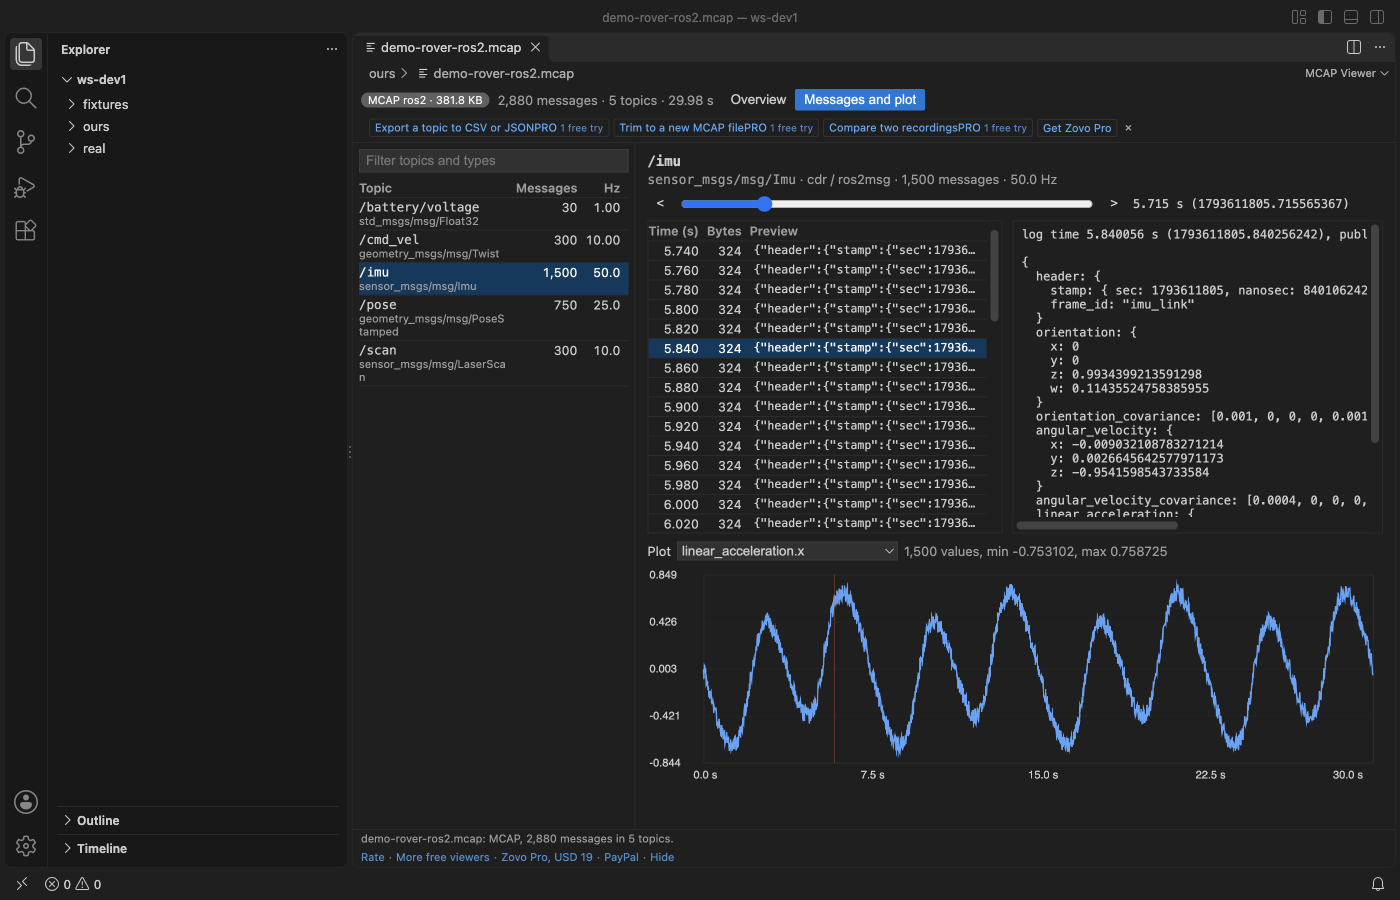 demo-rover-ros2.mcap — ws-dev1
Explorer
ws-dev1
fixtures
ours
real
Outline
Timeline
demo-rover-ros2.mcap
ours > demo-rover-ros2.mcap
MCAP Viewer
MCAP ros2 · 381.8 KB 2,880 messages · 5 topics · 29.98 s Overview Messages and plot
Export a topic to CSV or JSONPRO 1 free try Trim to a new MCAP filePRO 1 free try Compare two recordingsPRO 1 free try Get Zovo Pro ×
Filter topics and types
Topic Messages Hz
/battery/voltage 30 1.00
std_msgs/msg/Float32
/cmd_vel 300 10.00
geometry_msgs/msg/Twist
/imu 1,500 50.0
sensor_msgs/msg/Imu
/pose 750 25.0
geometry_msgs/msg/PoseS
tamped
/scan 300 10.0
sensor_msgs/msg/LaserSca
n
/imu
sensor_msgs/msg/Imu · cdr / ros2msg · 1,500 messages · 50.0 Hz
< > 5.715 s (1793611805.715565367)
Time (s) Bytes Preview
5.740 324 {"header":{"stamp":{"sec":17936…
5.760 324 {"header":{"stamp":{"sec":17936…
5.780 324 {"header":{"stamp":{"sec":17936…
5.800 324 {"header":{"stamp":{"sec":17936…
5.820 324 {"header":{"stamp":{"sec":17936…
5.840 324 {"header":{"stamp":{"sec":17936…
5.860 324 {"header":{"stamp":{"sec":17936…
5.880 324 {"header":{"stamp":{"sec":17936…
5.900 324 {"header":{"stamp":{"sec":17936…
5.920 324 {"header":{"stamp":{"sec":17936…
5.940 324 {"header":{"stamp":{"sec":17936…
5.960 324 {"header":{"stamp":{"sec":17936…
5.980 324 {"header":{"stamp":{"sec":17936…
6.000 324 {"header":{"stamp":{"sec":17936…
6.020 324 {"header":{"stamp":{"sec":17936…
log time 5.840056 s (1793611805.840256242), publ
{
header: {
stamp: { sec: 1793611805, nanosec: 840106242
frame_id: "imu_link"
}
orientation: {
x: 0
y: 0
z: 0.9934399213591298
w: 0.11435524758385955
}
orientation_covariance: [0.001, 0, 0, 0, 0.001
angular_velocity: {
x: -0.009032108783271214
y: 0.0026645642577971173
z: -0.9541598543733584
}
angular_velocity_covariance: [0.0004, 0, 0, 0,
linear_acceleration: {
Plot linear_acceleration.x 1,500 values, min -0.753102, max 0.758725
0.849
0.426
0.003
-0.421
-0.844
0.0 s 7.5 s 15.0 s 22.5 s 30.0 s
demo-rover-ros2.mcap: MCAP, 2,880 messages in 5 topics.
Rate · More free viewers · Zovo Pro, USD 19 · PayPal · Hide
0 0